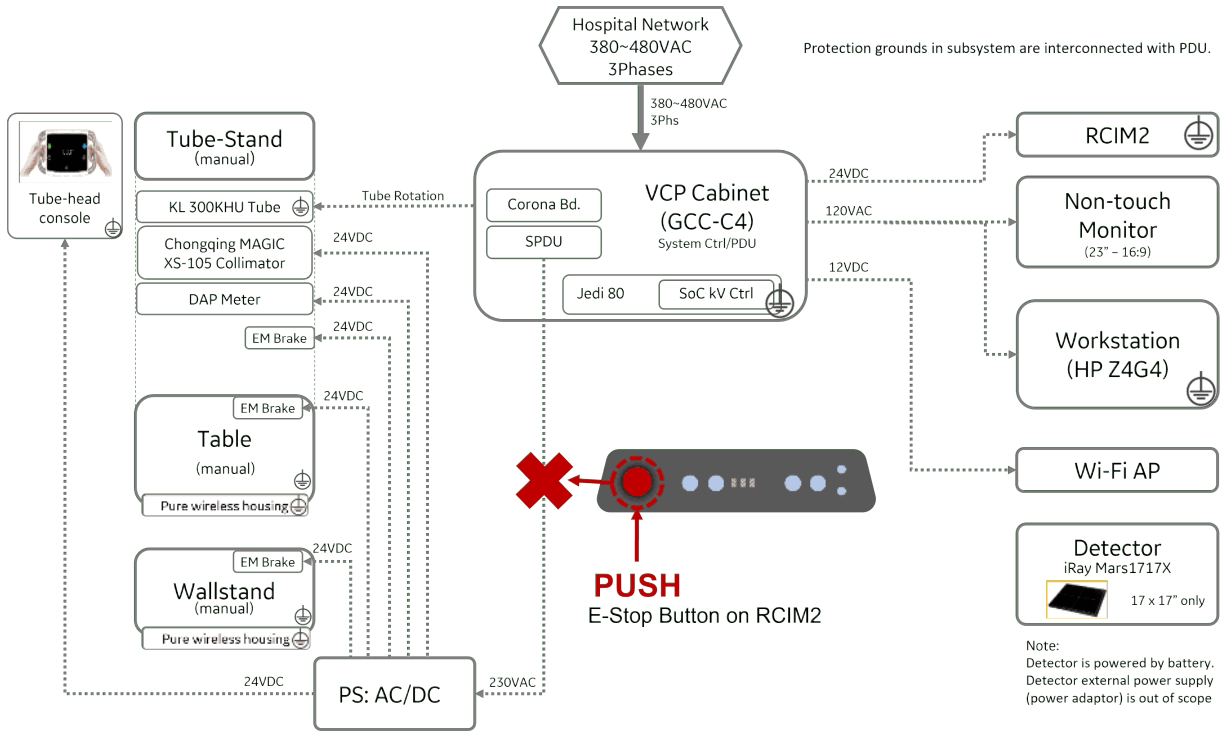 Hospital Network
380~480VAC
3Phases
Protection grounds in subsystem are interconnected with PDU.
380~480VAC
3Phs
Tube-head
console
Tube-Stand
(manual)
KL 300KHU Tube
Chongqing MAGIC
XS-105 Collimator
DAP Meter
EM Brake
Tube Rotation
24VDC
24VDC
24VDC
24VDC
EM Brake
Table
(manual)
Pure wireless housing
24VDC
EM Brake
Wallstand
(manual)
Pure wireless housing
24VDC
PS: AC/DC
230VAC
Corona Bd.
SPDU
VCP Cabinet
(GCC-C4)
System Ctrl/PDU
Jedi 80
SoC kV Ctrl
24VDC
120VAC
12VDC
RCIM2
Non-touch
Monitor
(23" – 16:9)
Workstation
(HP Z4G4)
Wi-Fi AP
PUSH
E-Stop Button on RCIM2
Detector
iRay Mars1717X
17 x 17" only
Note:
Detector is powered by battery.
Detector external power supply
(power adaptor) is out of scope